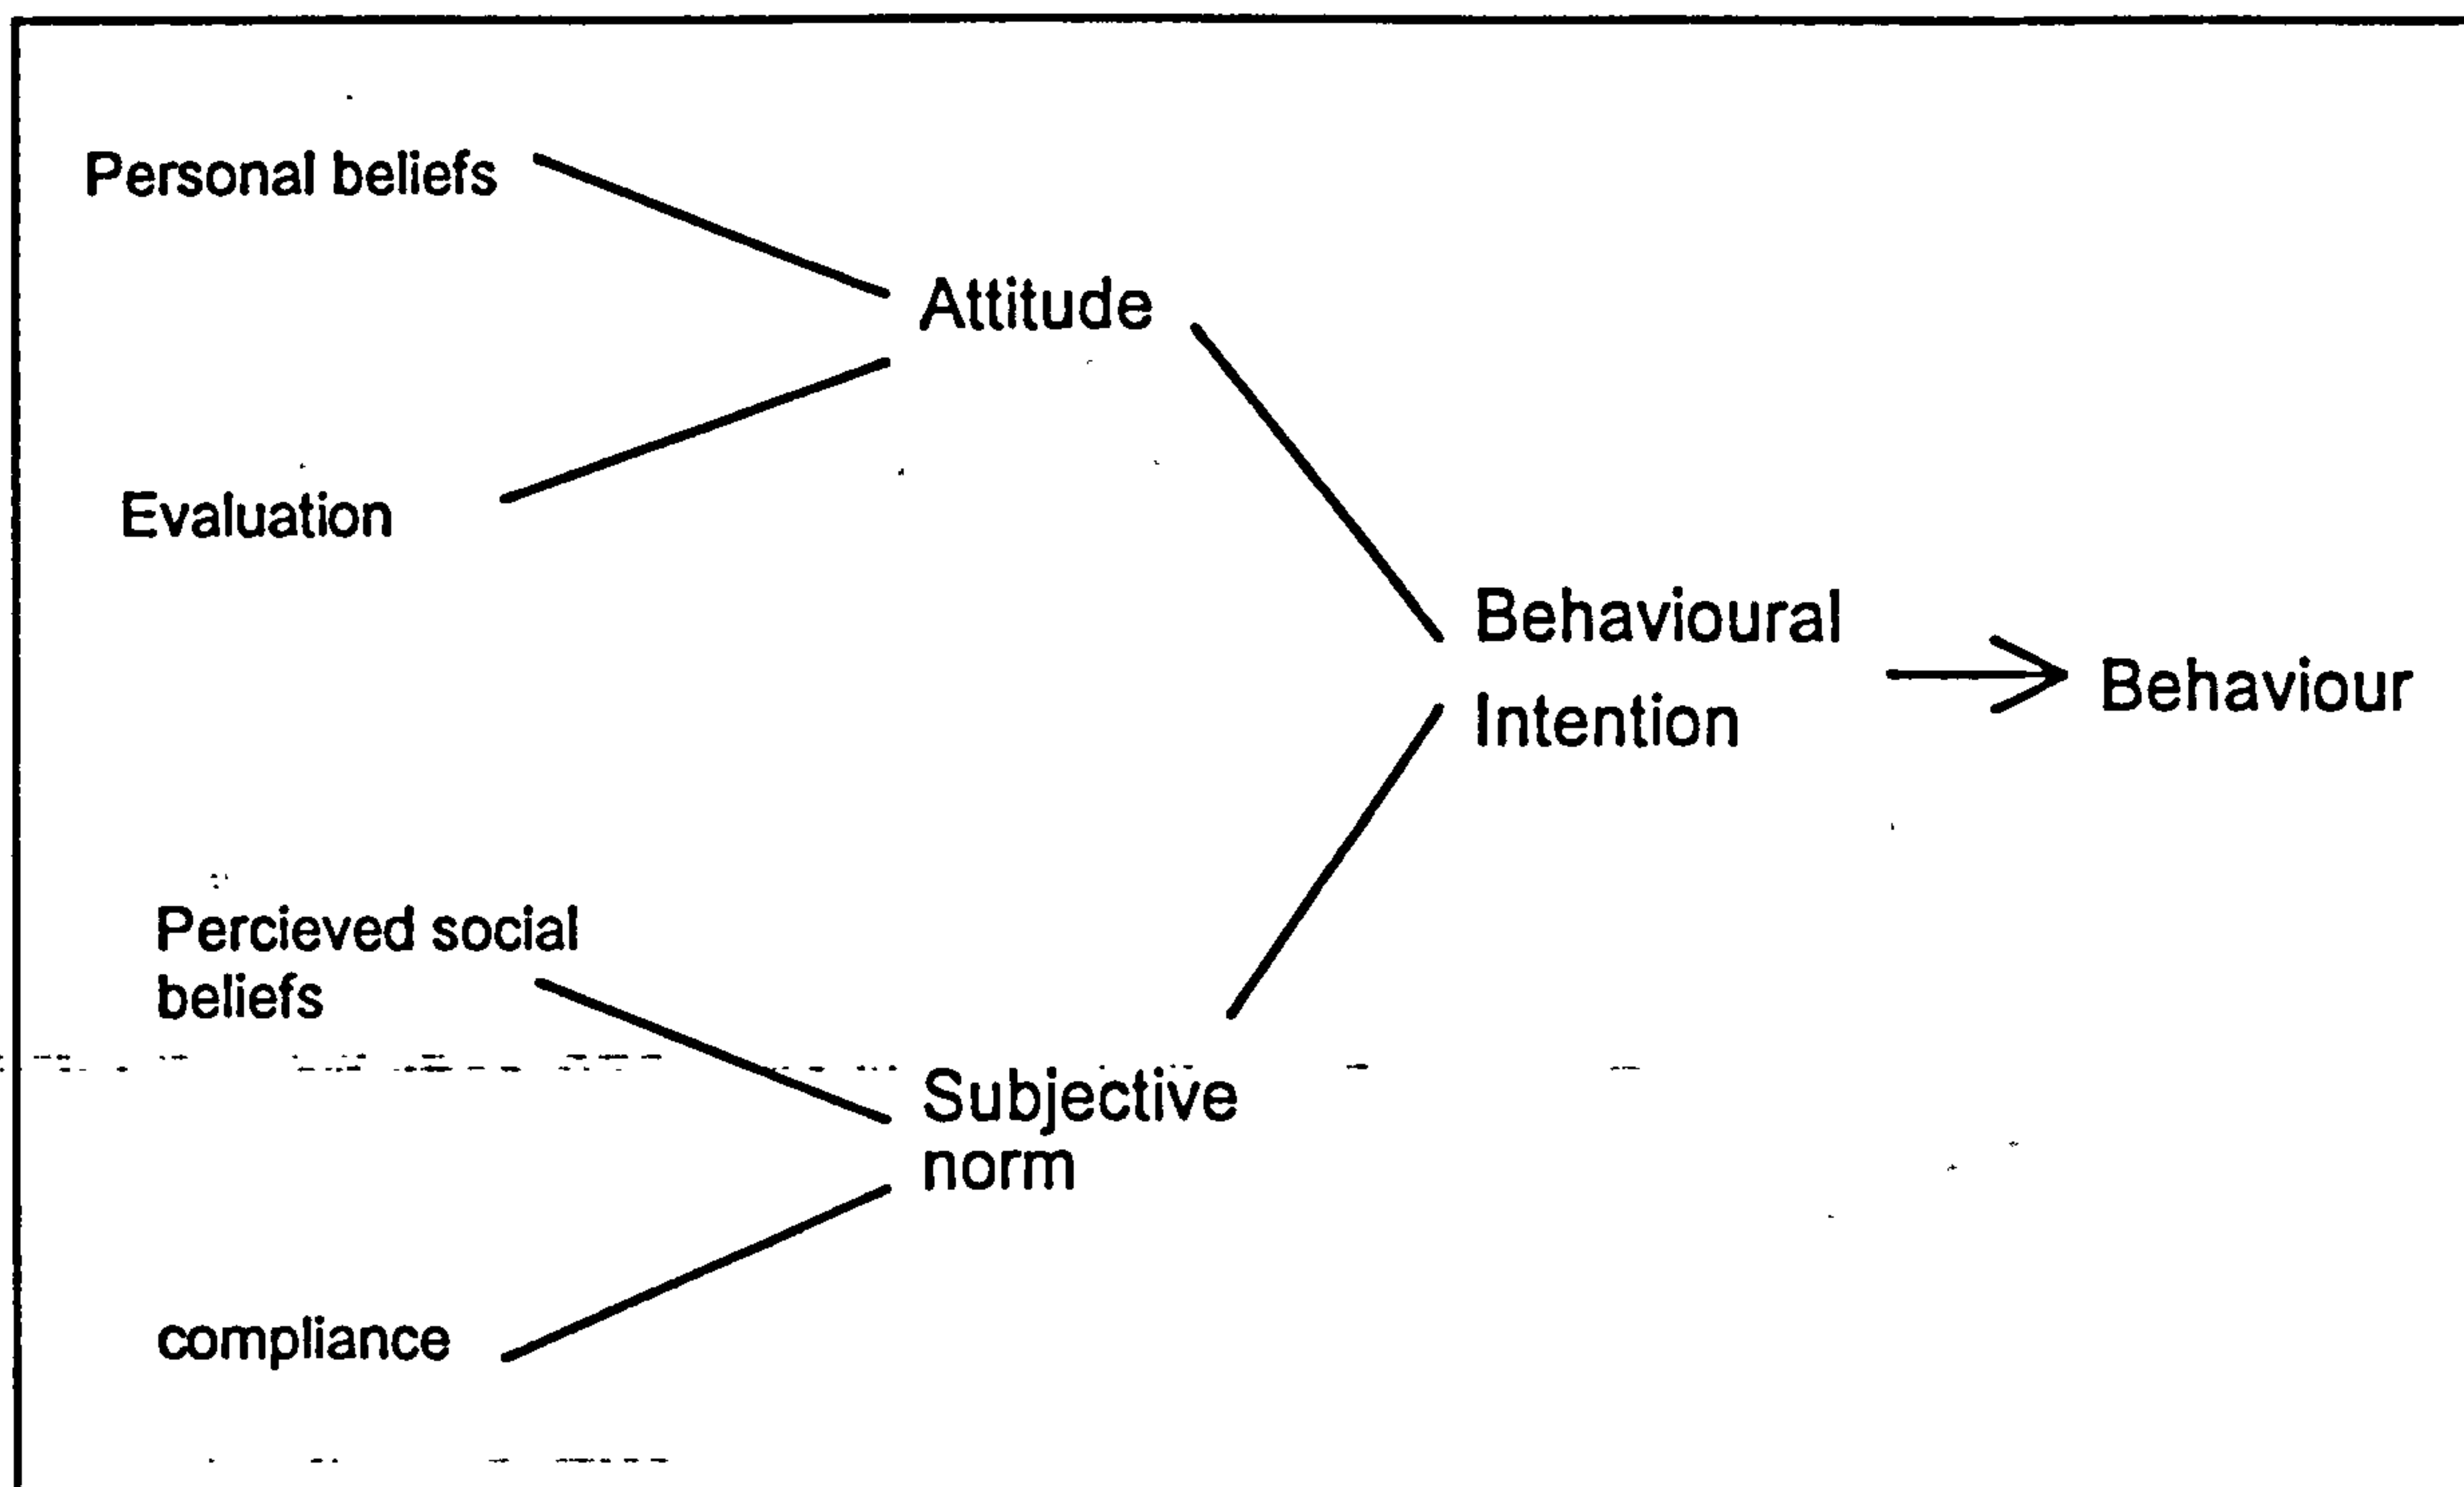 Personal beliefs
Attitude
Evaluation
Behavioural
Intention
Behaviour
Percieved social
beliefs
Subjective
norm
compliance